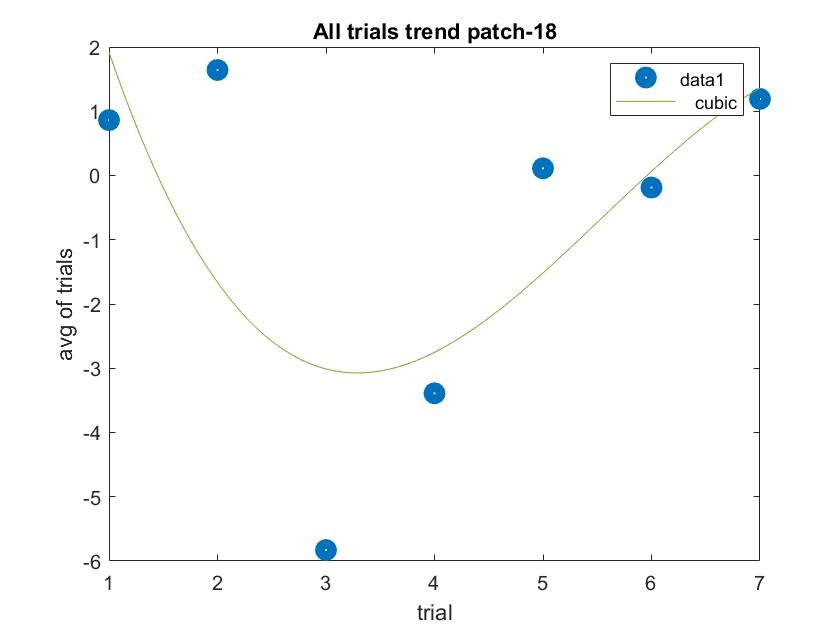 All trials trend patch-18
2
1
0
-1
-2
-3
-4
-5
-6
avg of trials
data1
cubic
1 2 3 4 5 6 7
trial